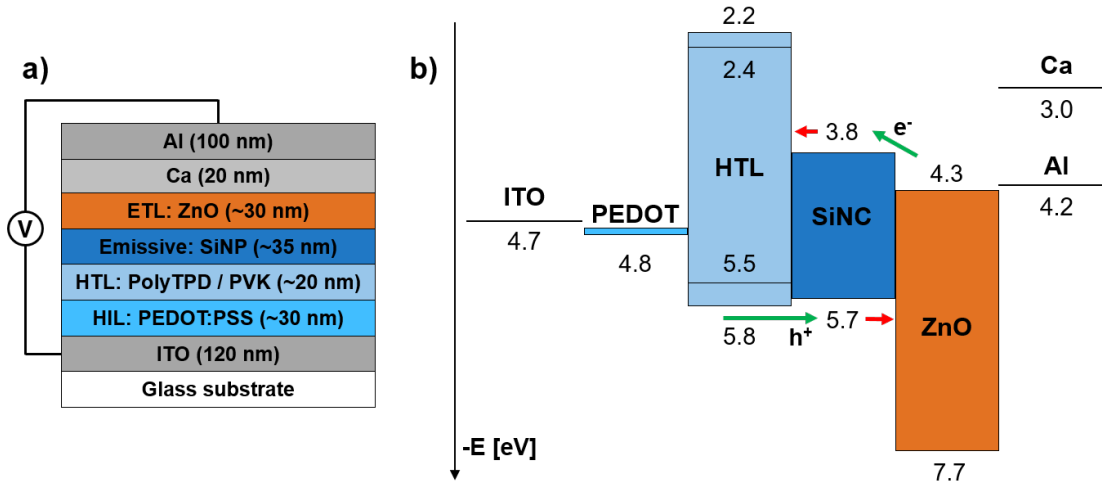 a)
Al (100 nm)
Ca (20 nm)
ETL: ZnO (~30 nm)
Emissive: SiNP (~35 nm)
HTL: PolyTPD / PVK (~20 nm)
HIL: PEDOT:PSS (~30 nm)
ITO (120 nm)
Glass substrate
V
b)
-E [eV]
ITO
4.7
PEDOT
4.8
2.2
2.4
HTL
5.5
5.8
h+
3.8
SiNC
5.7
e-
4.3
ZnO
7.7
Ca
3.0
Al
4.2